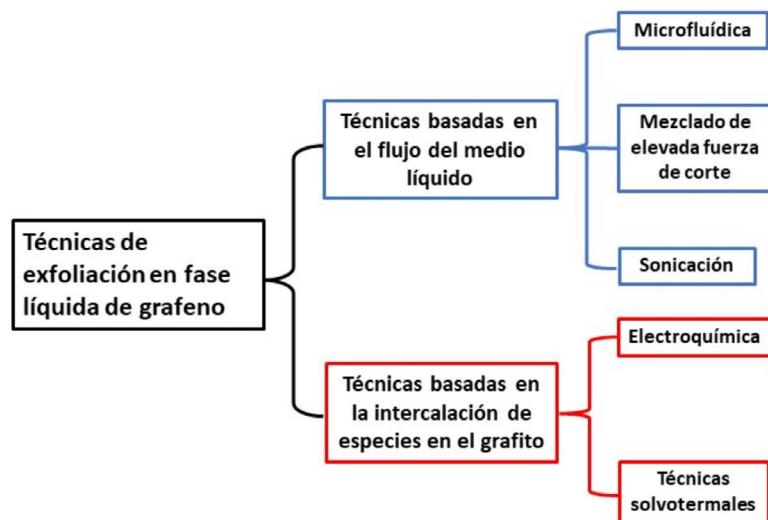 Técnicas de
exfoliación en fase
líquida de grafeno
Técnicas basadas en
el flujo del medio
líquido
Microfluídica
Mezclado de
elevada fuerza
de corte
Sonicación
Técnicas basadas en
la intercalación de
especies en el grafito
Electroquímica
Técnicas
solvotermales